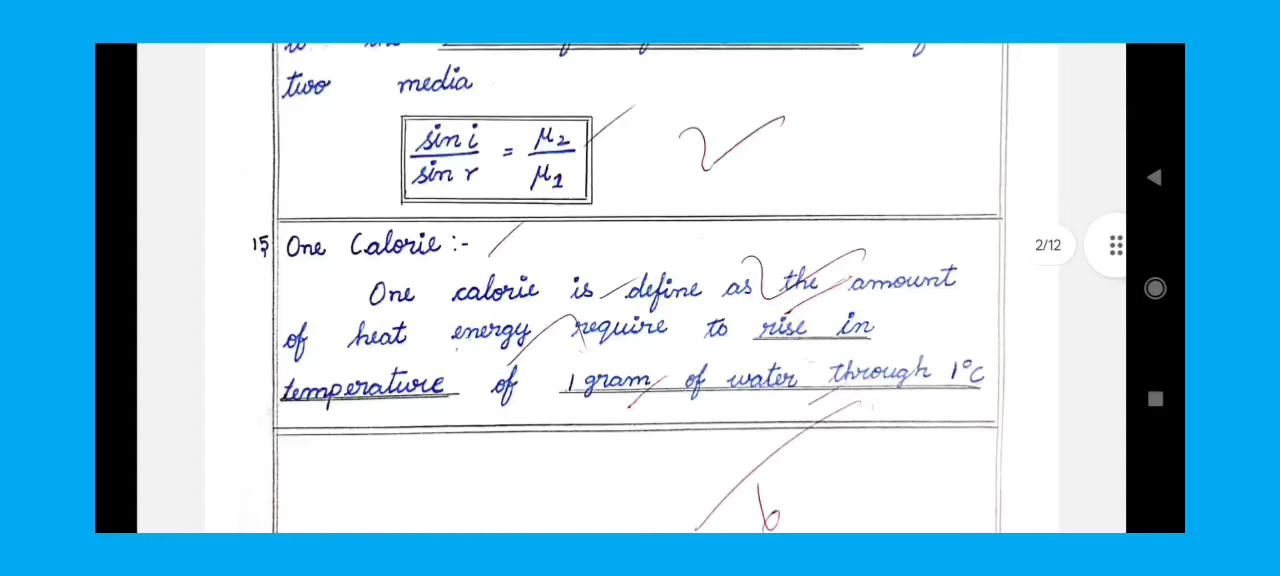 two media
sin i / sin r = μ2 / μ1
15 One Calorie :-
One calorie is define as the amount
of heat energy require to rise in
temperature of 1 gram of water through 1°C
2/12